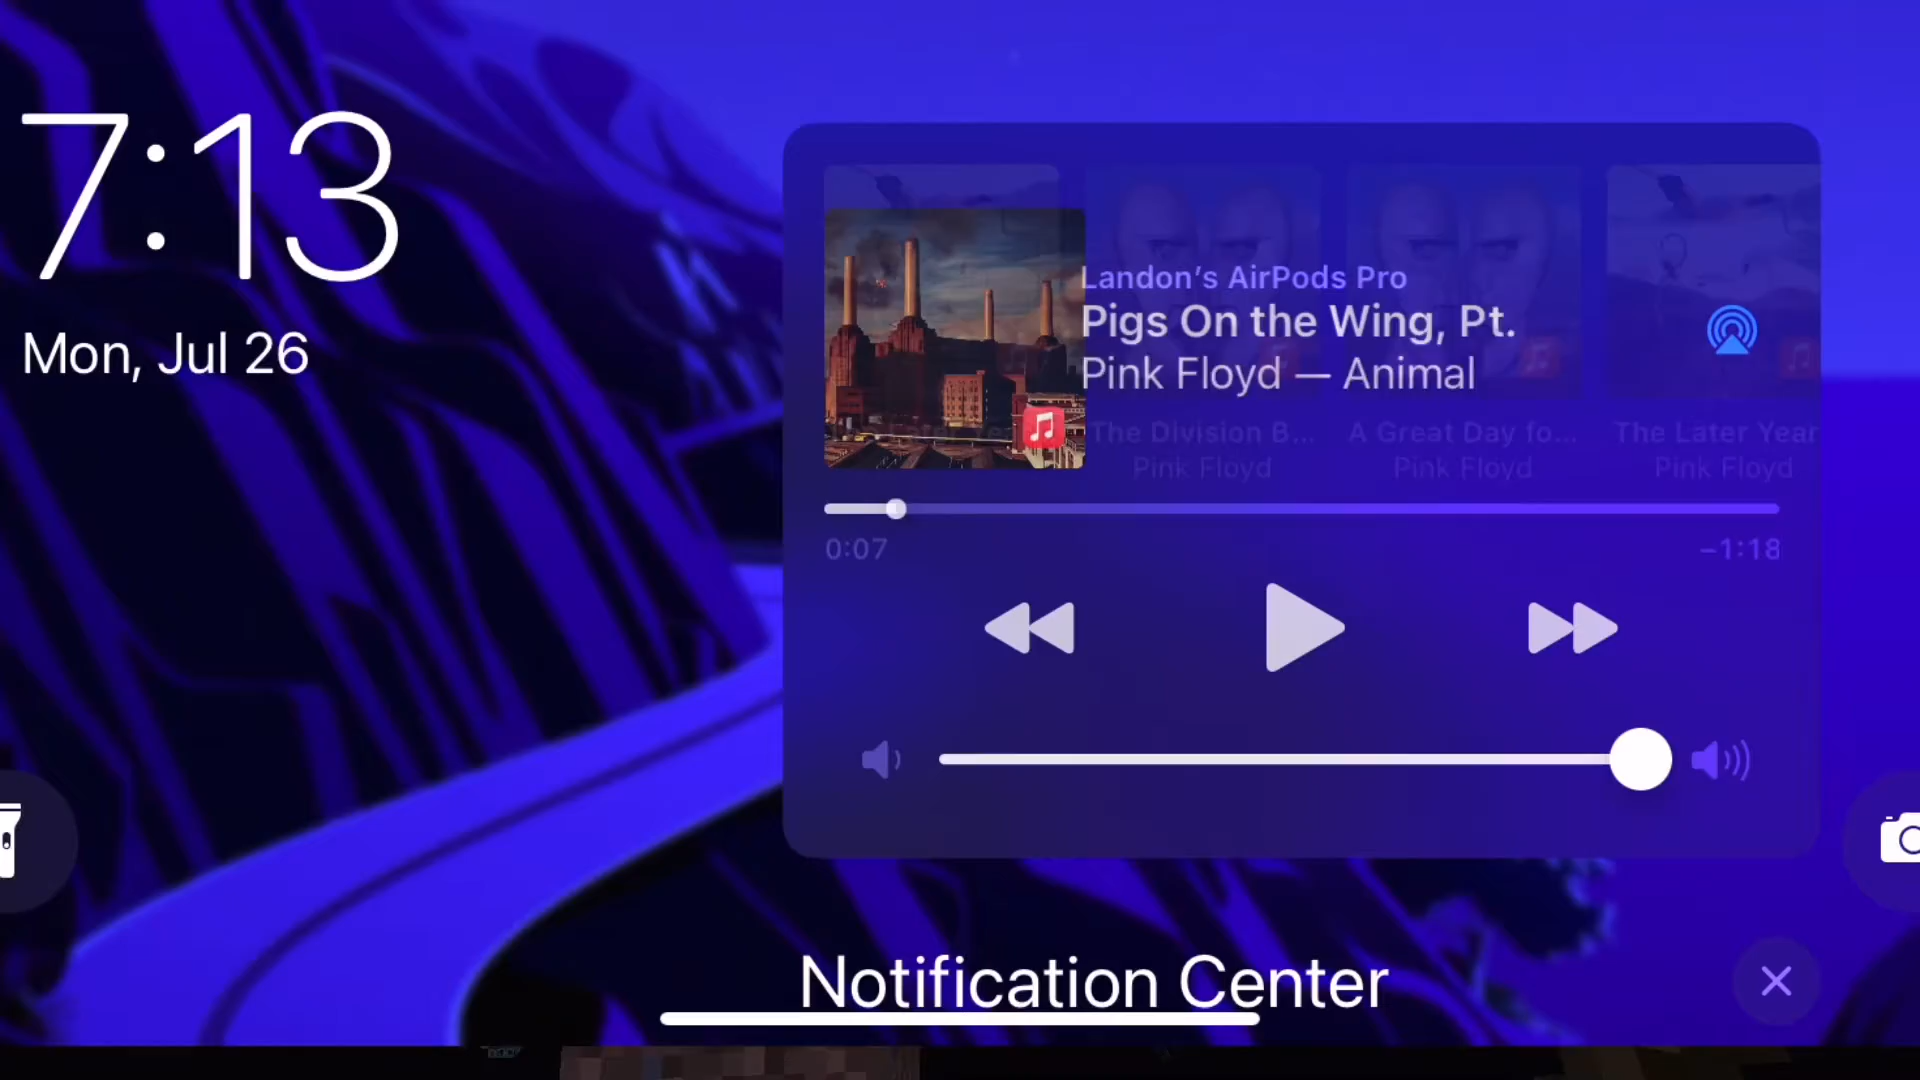 7:13
Mon, Jul 26
Landon's AirPods Pro
Pigs On the Wing, Pt.
Pink Floyd — Animal
The Division B...
Pink Floyd
A Great Day fo...
Pink Floyd
The Later Year
Pink Floyd
0:07
−1:18
Notification Center